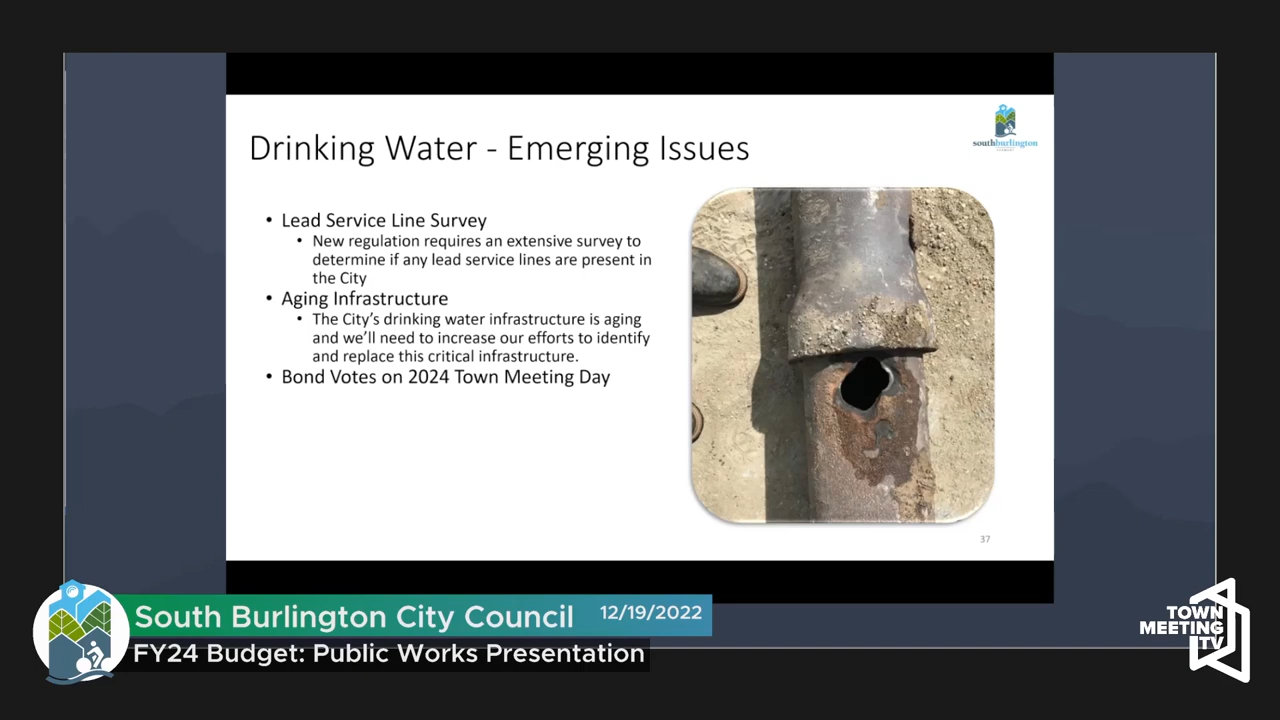 Drinking Water - Emerging Issues
southburlington
• Lead Service Line Survey
• New regulation requires an extensive survey to
determine if any lead service lines are present in
the City
• Aging Infrastructure
• The City's drinking water infrastructure is aging
and we'll need to increase our efforts to identify
and replace this critical infrastructure.
• Bond Votes on 2024 Town Meeting Day
37
South Burlington City Council 12/19/2022
FY24 Budget: Public Works Presentation
TOWN
MEETING
TV